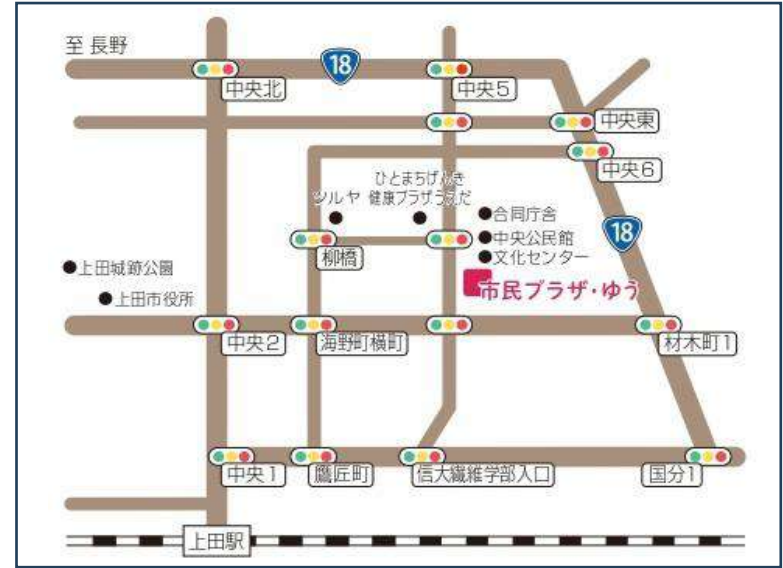 至 長野
18
中央北
中央5
中央東
中央6
ひとまちげんき
ツルヤ 健康プラザうえだ
合同庁舎
18
柳橋
中央公民館
文化センター
上田城跡公園
市民プラザ・ゆう
上田市役所
中央2
海野町横町
材木町1
中央1
鷹匠町
信大繊維学部入口
国分1
上田駅